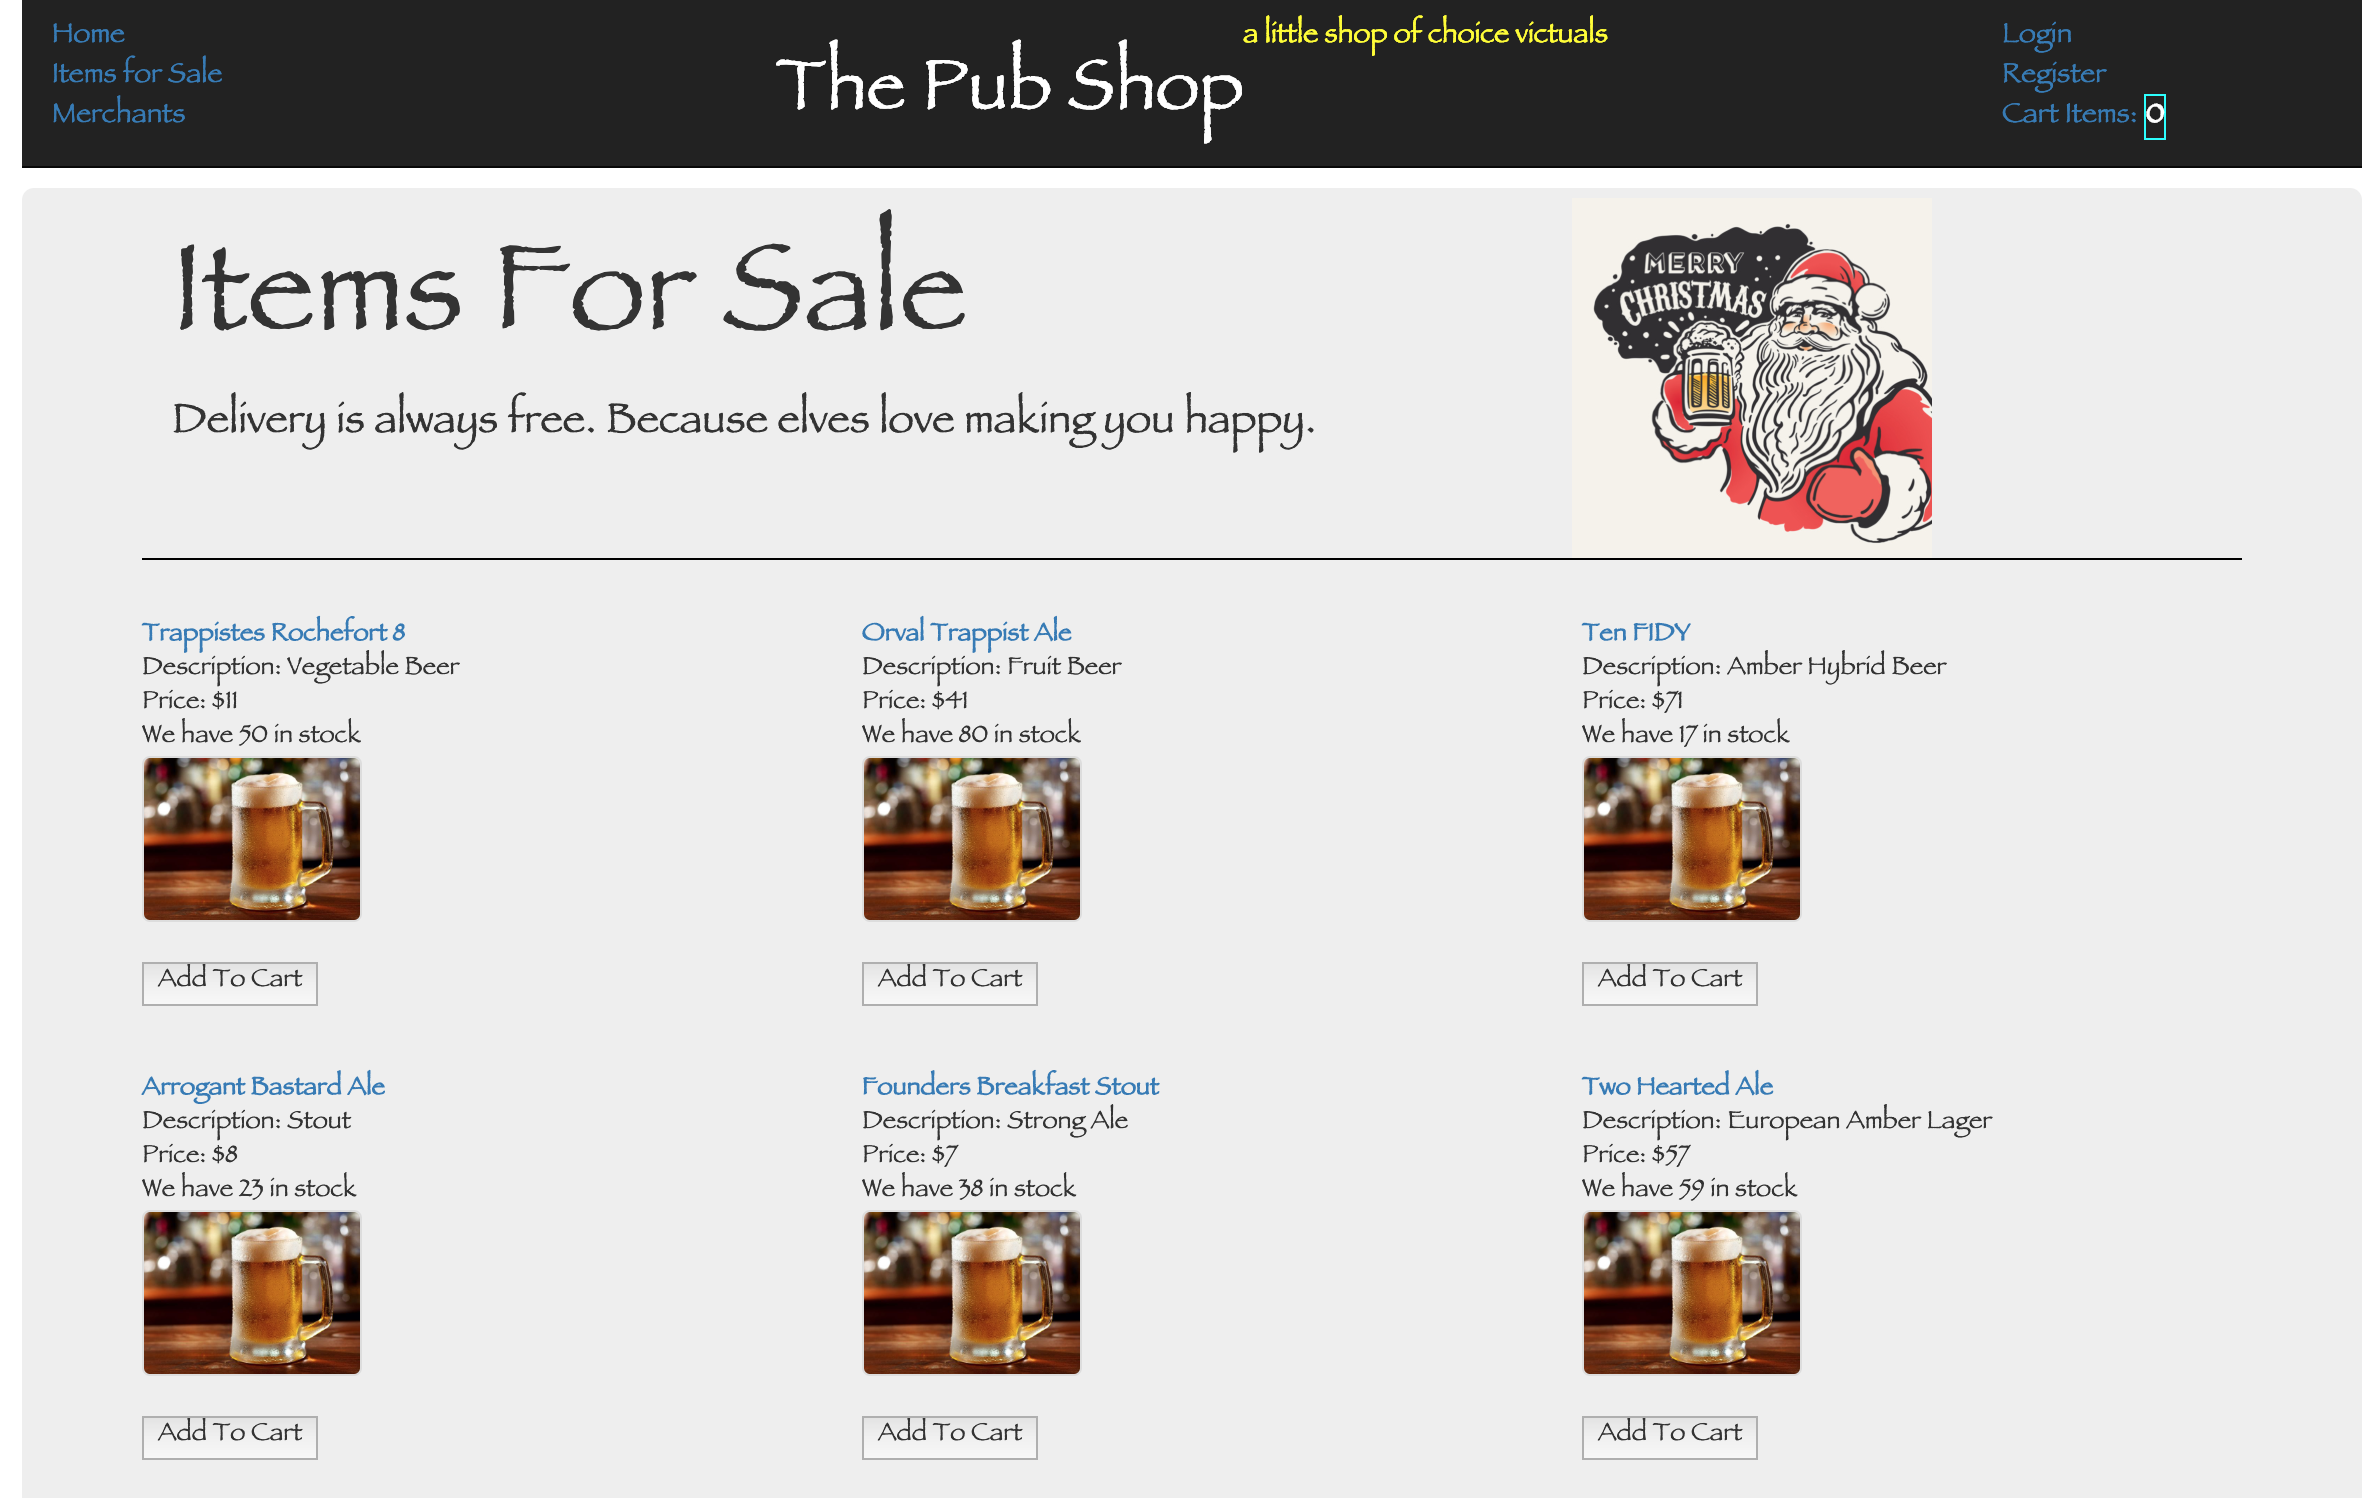 Home
Items for Sale
Merchants
The Pub Shop
a little shop of choice victuals
Login
Register
Cart Items: 0
Items For Sale
Delivery is always free. Because elves love making you happy.
MERRY
CHRISTMAS
Trappistes Rochefort 8
Description: Vegetable Beer
Price: $11
We have 50 in stock
Add To Cart
Orval Trappist Ale
Description: Fruit Beer
Price: $41
We have 80 in stock
Add To Cart
Ten FIDY
Description: Amber Hybrid Beer
Price: $71
We have 17 in stock
Add To Cart
Arrogant Bastard Ale
Description: Stout
Price: $8
We have 23 in stock
Add To Cart
Founders Breakfast Stout
Description: Strong Ale
Price: $7
We have 38 in stock
Add To Cart
Two Hearted Ale
Description: European Amber Lager
Price: $57
We have 59 in stock
Add To Cart